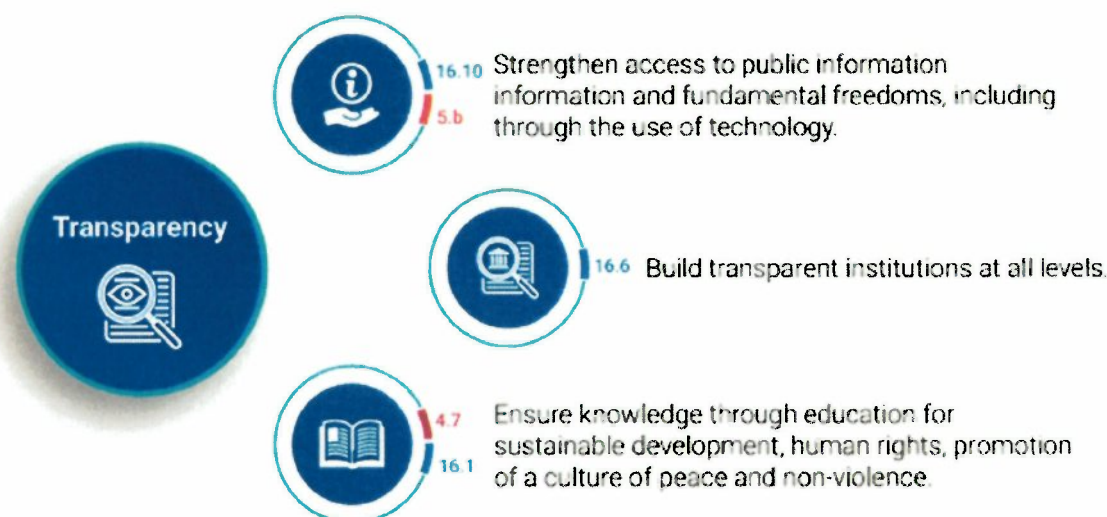 Transparency
16.10
5.b
Strengthen access to public information
information and fundamental freedoms, including
through the use of technology.
16.6
Build transparent institutions at all levels.
4.7
16.1
Ensure knowledge through education for
sustainable development, human rights, promotion
of a culture of peace and non-violence.